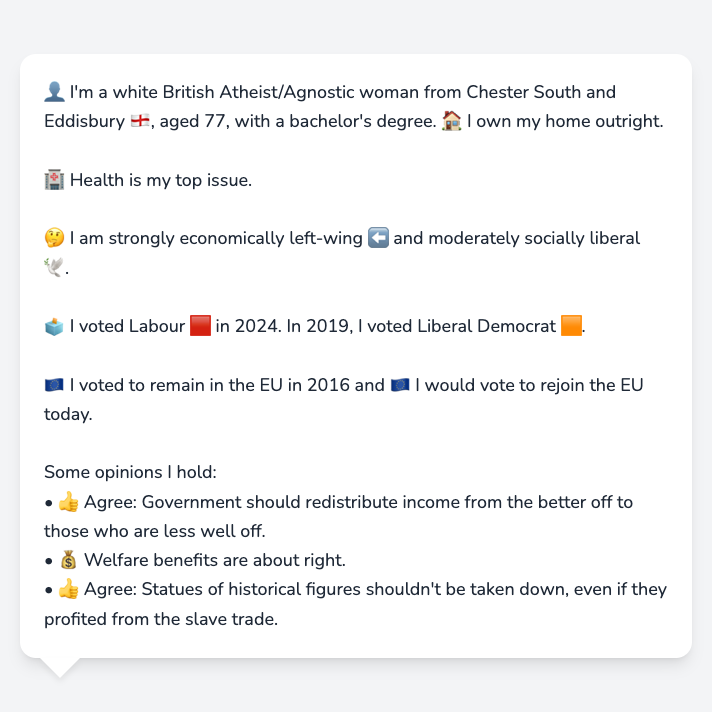 👤 I'm a white British Atheist/Agnostic woman from Chester South and
Eddisbury 🏴󠁧󠁢󠁥󠁮󠁧󠁿, aged 77, with a bachelor's degree. 🏠 I own my home outright.
🏥 Health is my top issue.
🤔 I am strongly economically left-wing ⬅️ and moderately socially liberal
🕊️.
🗳️ I voted Labour 🟥 in 2024. In 2019, I voted Liberal Democrat 🟧.
🇪🇺 I voted to remain in the EU in 2016 and 🇪🇺 I would vote to rejoin the EU
today.
Some opinions I hold:
• 👍 Agree: Government should redistribute income from the better off to
those who are less well off.
• 💰 Welfare benefits are about right.
• 👍 Agree: Statues of historical figures shouldn't be taken down, even if they
profited from the slave trade.